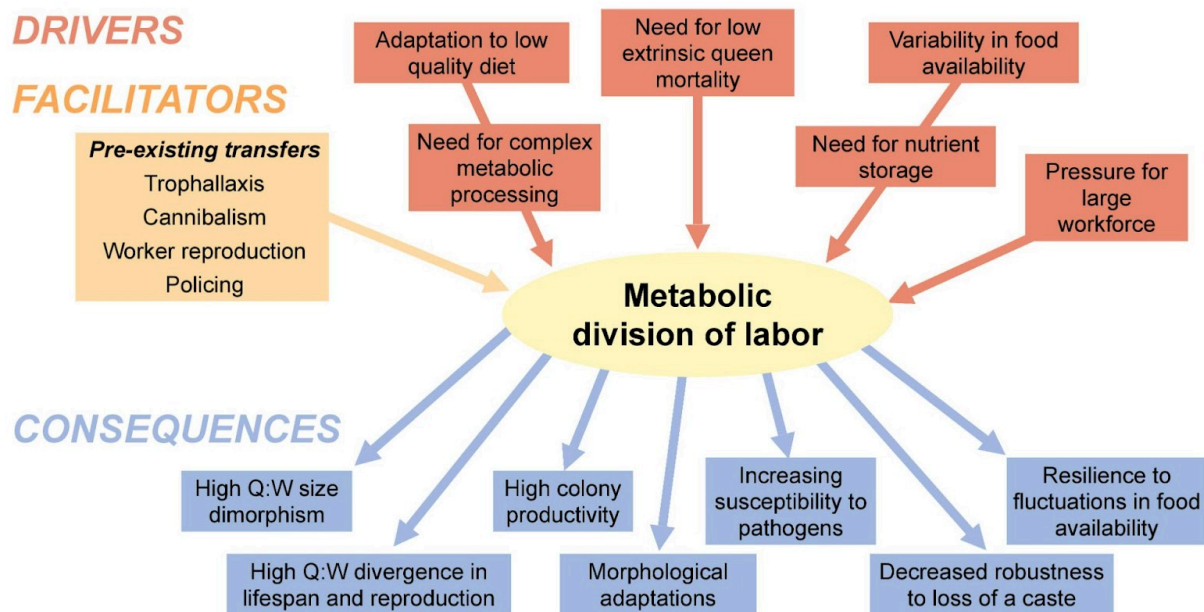 DRIVERS
FACILITATORS
Pre-existing transfers
Trophallaxis
Cannibalism
Worker reproduction
Policing
Adaptation to low
quality diet
Need for complex
metabolic
processing
Need for low
extrinsic queen
mortality
Variability in food
availability
Need for nutrient
storage
Pressure for
large
workforce
Metabolic
division of labor
CONSEQUENCES
High Q:W size
dimorphism
High Q:W divergence in
lifespan and reproduction
High colony
productivity
Morphological
adaptations
Increasing
susceptibility to
pathogens
Decreased robustness
to loss of a caste
Resilience to
fluctuations in food
availability